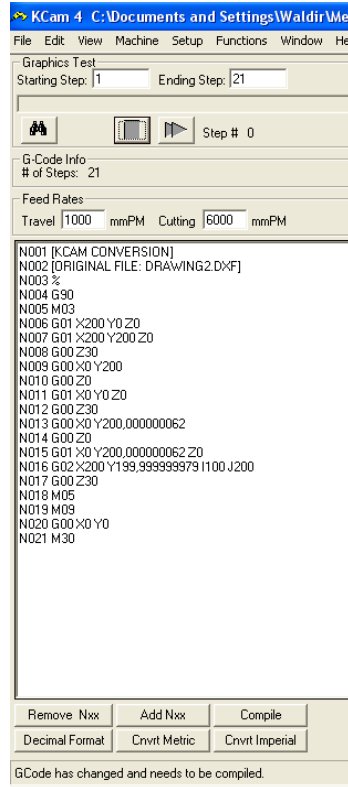 KCam 4 C:\Documents and Settings\Waldir\Me
File Edit View Machine Setup Functions Window He
Graphics Test
Starting Step: 1 Ending Step: 21
Step # 0
G-Code Info
# of Steps: 21
Feed Rates
Travel 1000 mmPM Cutting 6000 mmPM
N001 [KCAM CONVERSION]
N002 [ORIGINAL FILE: DRAWING2.DXF]
N003 %
N004 G90
N005 M03
N006 G01 X200 Y0 Z0
N007 G01 X200 Y200 Z0
N008 G00 Z30
N009 G00 X0 Y200
N010 G00 Z0
N011 G01 X0 Y0 Z0
N012 G00 Z30
N013 G00 X0 Y200,000000062
N014 G00 Z0
N015 G01 X0 Y200,000000062 Z0
N016 G02 X200 Y199,999999979 I100 J200
N017 G00 Z30
N018 M05
N019 M09
N020 G00 X0 Y0
N021 M30
Remove Nxx Add Nxx Compile
Decimal Format Cnvrt Metric Cnvrt Imperial
GCode has changed and needs to be compiled.